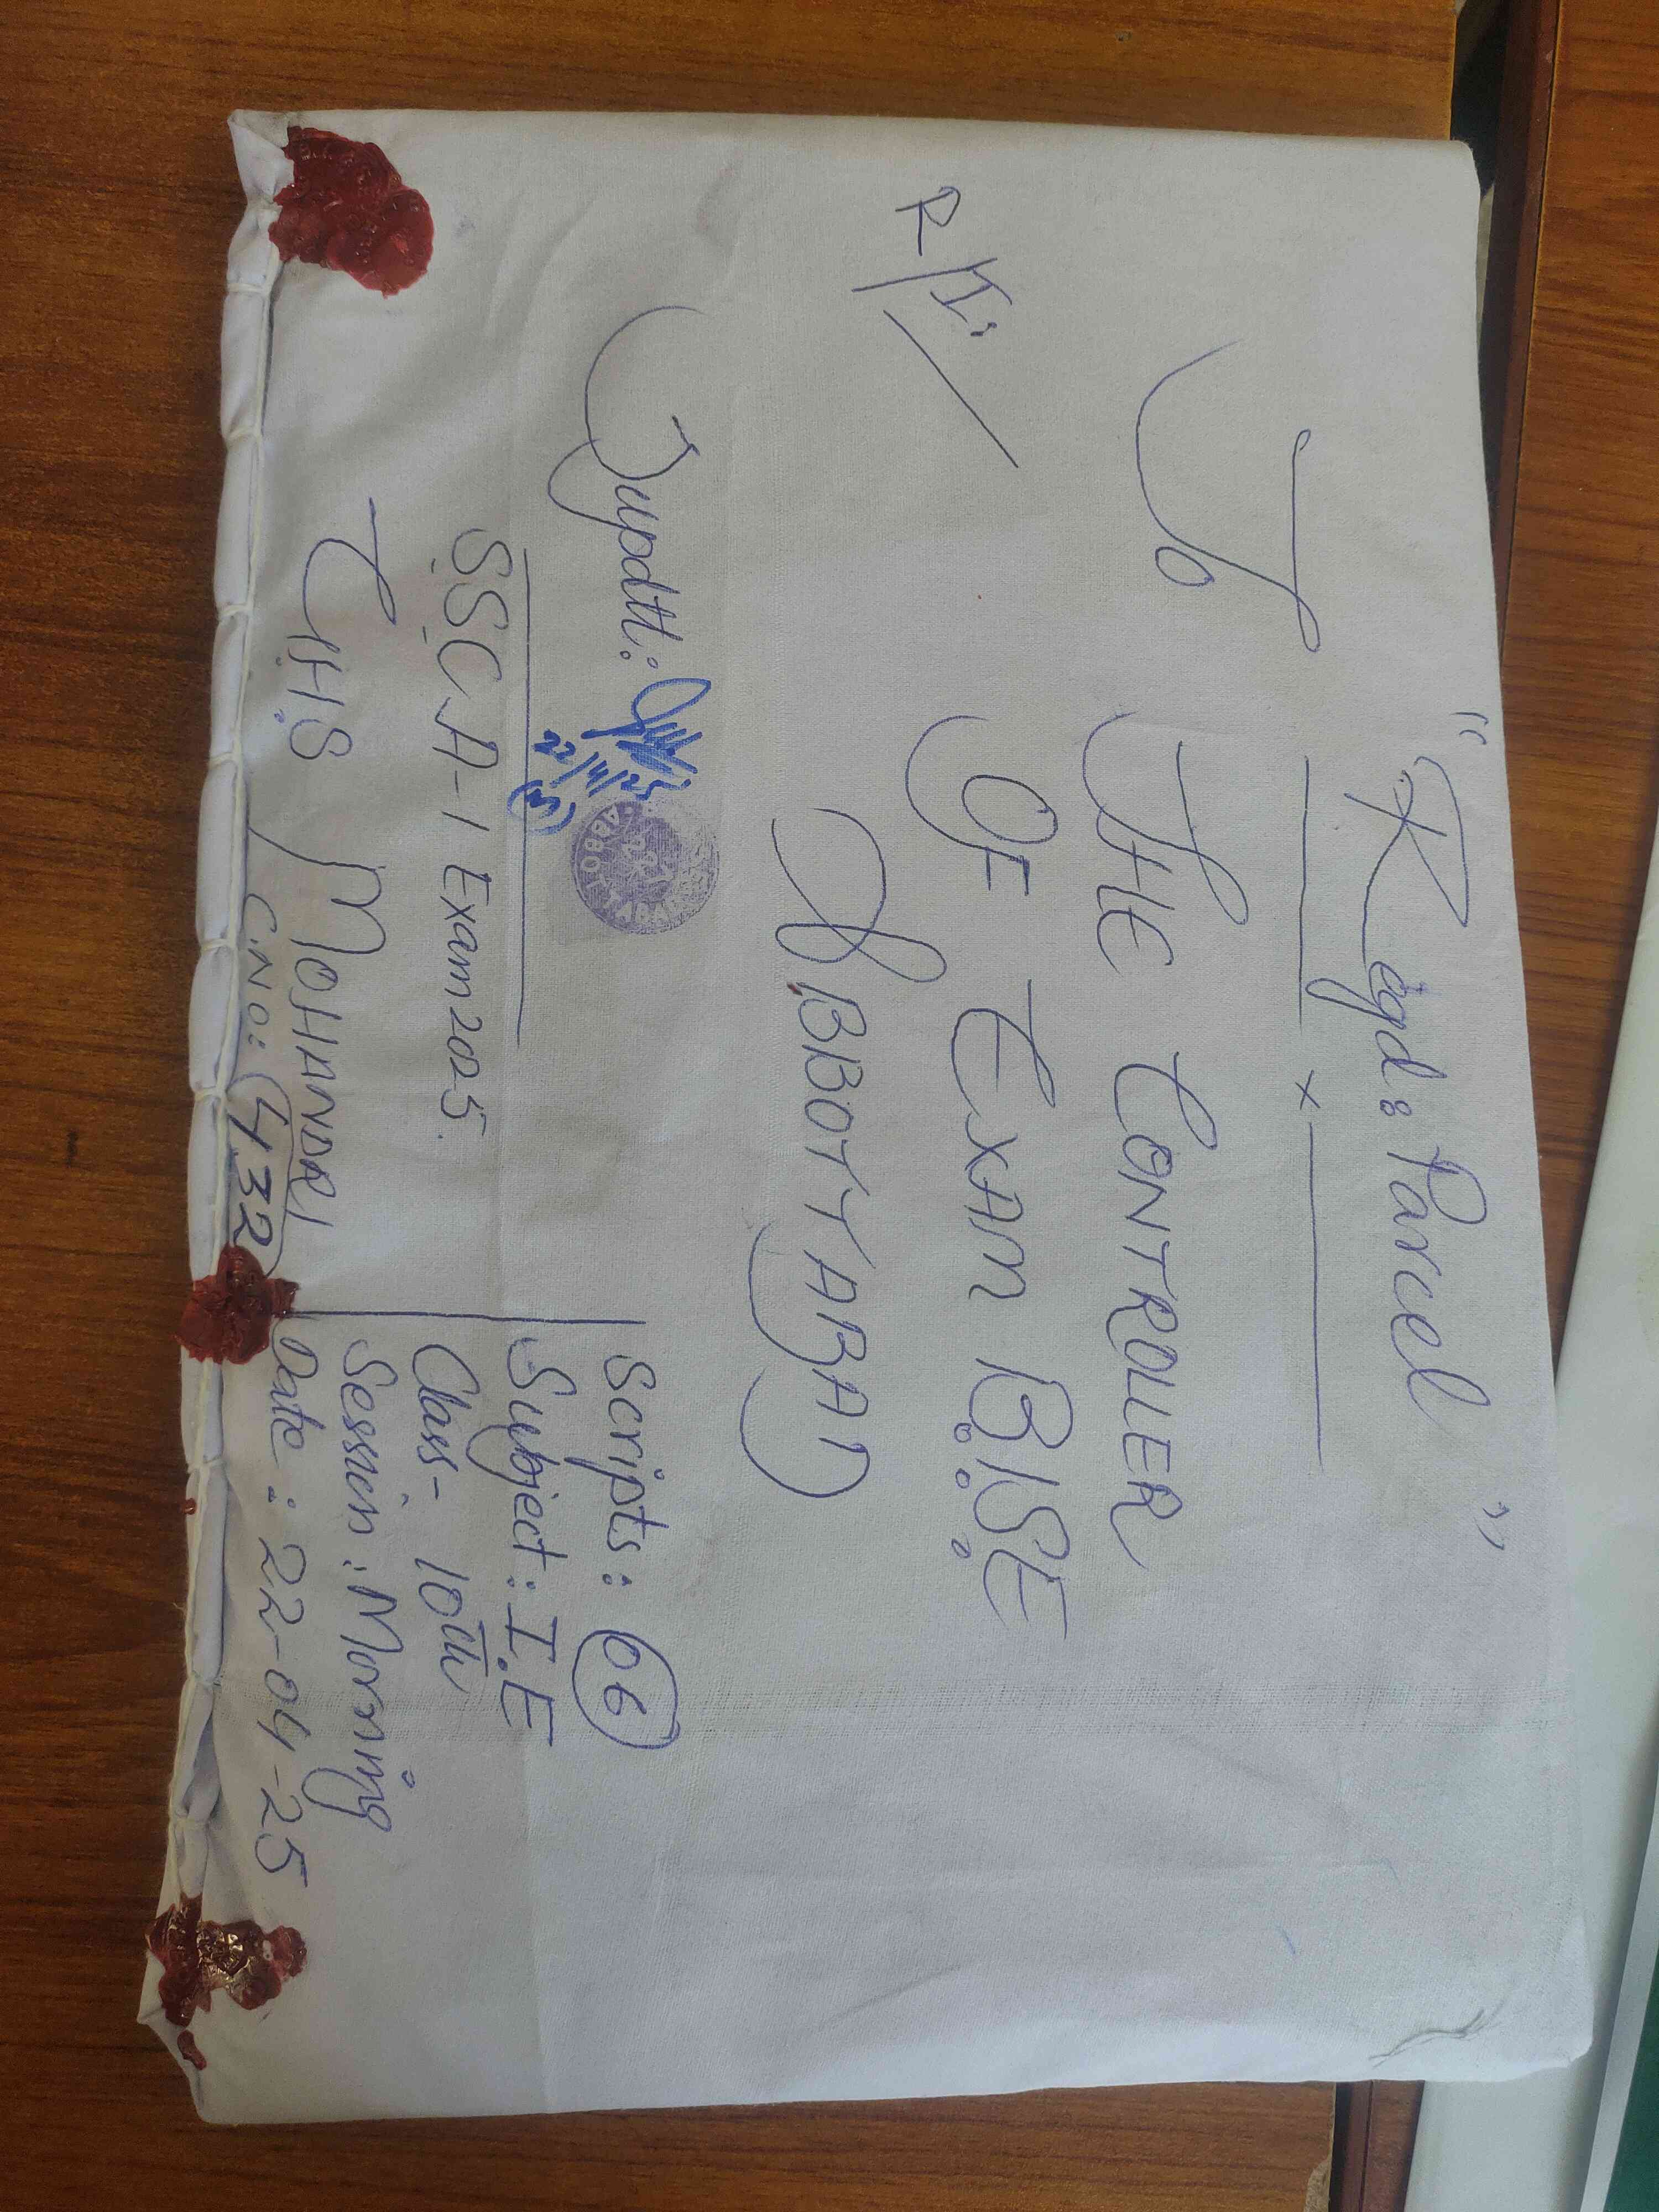 "Regd: Parcel"
To
THE CONTROLLER
OF EXAM B.I.S.E
ABBOTTABAD
Supdtt:
22/4/25
(M)
SSC A-1 Exam 2025
GHS MOHANDRI
C.NO: 432
Scripts: 66
Subject: I.E
Class- 10th
Session: Morning
Date: 22-04-25